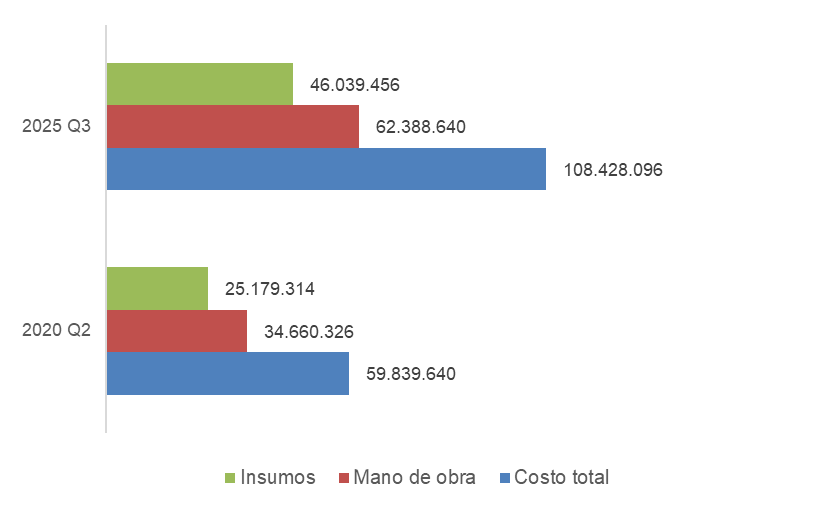 46.039.456
2025 Q3
62.388.640
108.428.096
25.179.314
2020 Q2
34.660.326
59.839.640
Insumos Mano de obra Costo total